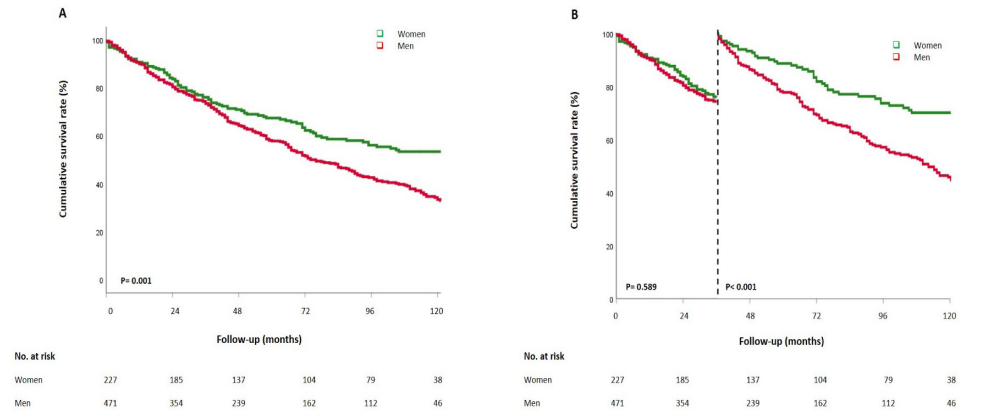 A
Women
Men
Cumulative survival rate (%)
100
80
60
40
20
0
P= 0.001
0 24 48 72 96 120
Follow-up (months)
No. at risk
Women 227 185 137 104 79 38
Men 471 354 239 162 112 46
B
Women
Men
Cumulative survival rate (%)
100
80
60
40
20
0
P= 0.589 P< 0.001
0 24 48 72 96 120
Follow-up (months)
No. at risk
Women 227 185 137 104 79 38
Men 471 354 239 162 112 46